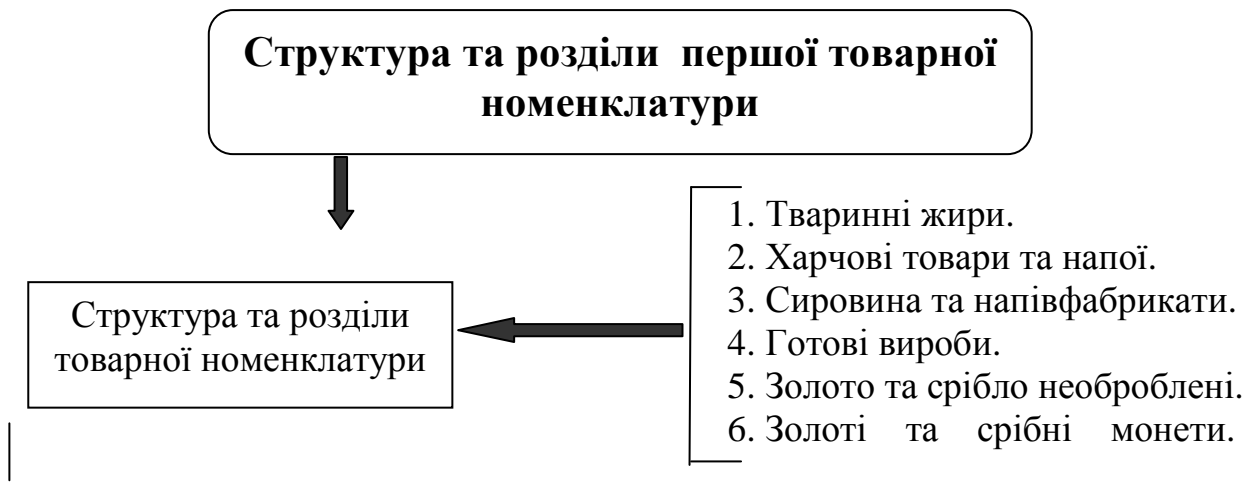 Структура та розділи першої товарної
номенклатури
Структура та розділи
товарної номенклатури
1. Тваринні жири.
2. Харчові товари та напої.
3. Сировина та напівфабрикати.
4. Готові вироби.
5. Золото та срібло необроблені.
6. Золоті та срібні монети.